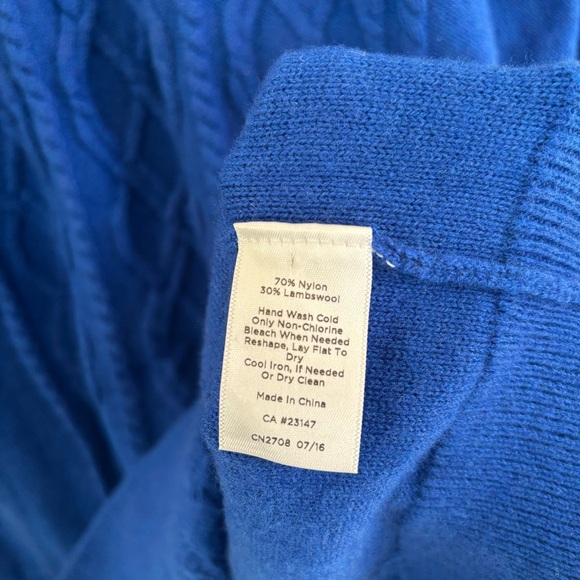 70% Nylon
30% Lambswool
Hand Wash Cold
Only Non-Chlorine
Bleach When Needed
Reshape, Lay Flat To
Dry
Cool Iron, If Needed
Or Dry Clean
Made In China
CA #23147
CN2708 07/16